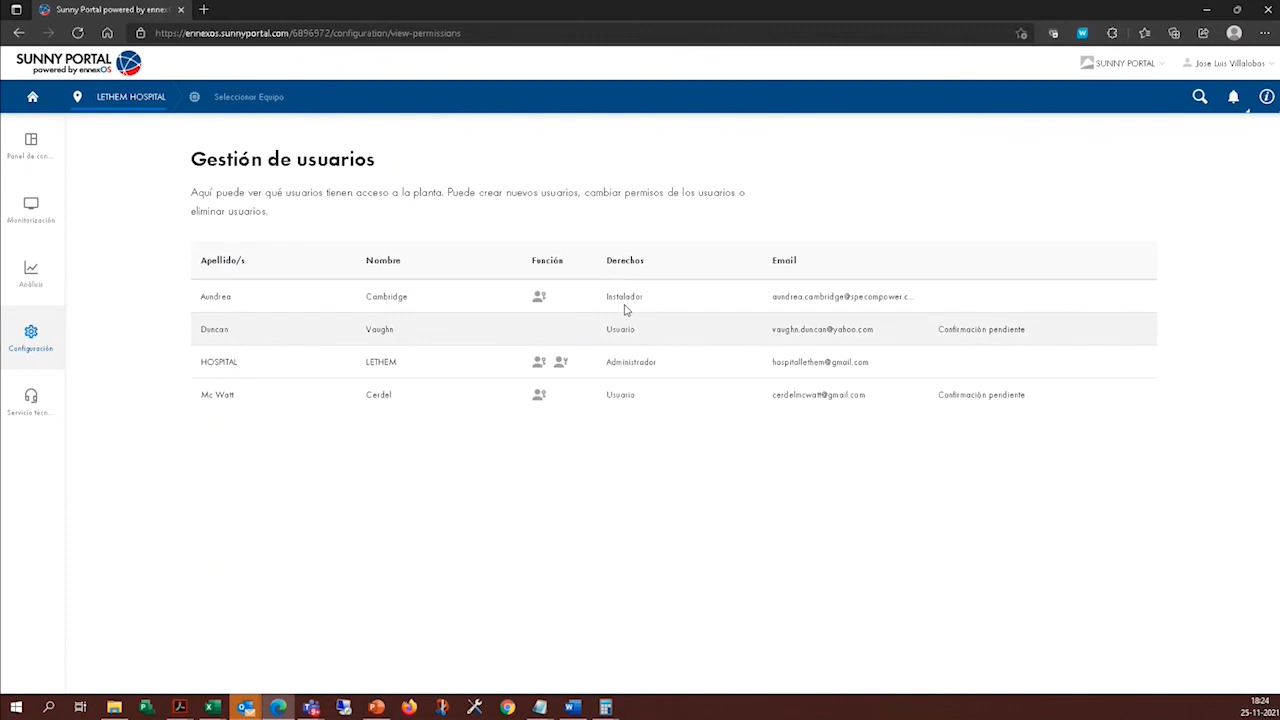 Sunny Portal powered by ennex
https://ennexos.sunnyportal.com/6896972/configuration/view-permissions
SUNNY PORTAL
powered by ennexOS
SUNNY PORTAL
Jose Luis Villalobos
LETHEM HOSPITAL
Seleccionar Equipo
Panel de con...
Monitorización
Análisis
Configuración
Servicio técn...
Gestión de usuarios
Aquí puede ver qué usuarios tienen acceso a la planta. Puede crear nuevos usuarios, cambiar permisos de los usuarios o
eliminar usuarios.
Apellido/s Nombre Función Derechos Email
Aundrea Cambridge Instalador aundrea.cambridge@specompower.c...
Duncan Vaughn Usuario vaughn.duncan@yahoo.com Confirmación pendiente
HOSPITAL LETHEM Administrador hospitallethem@gmail.com
Mc Watt Cerdel Usuario cerdelmcwatt@gmail.com Confirmación pendiente
18:24
25-11-2021